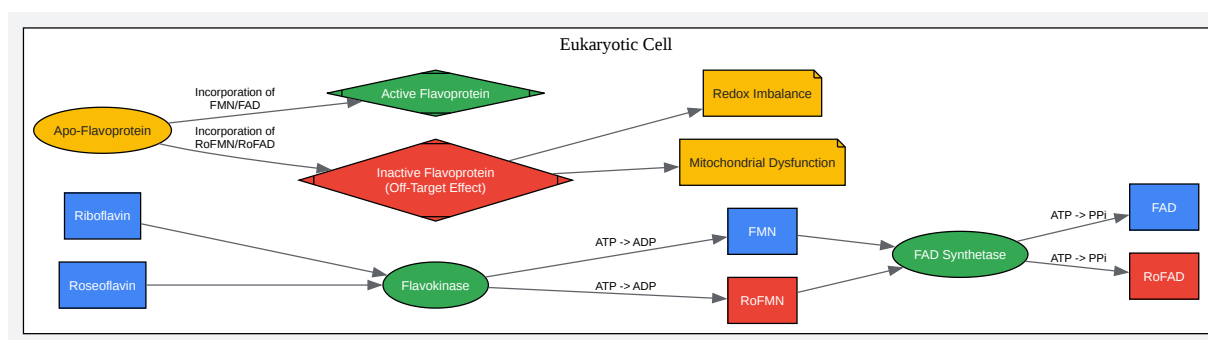 Eukaryotic Cell
Apo-Flavoprotein
Incorporation of
FMN/FAD
Incorporation of
RoFMN/RoFAD
Active Flavoprotein
Inactive Flavoprotein
(Off-Target Effect)
Redox Imbalance
Mitochondrial Dysfunction
Riboflavin
Roseoflavin
Flavokinase
ATP -> ADP
ATP -> ADP
FMN
RoFMN
FAD Synthetase
ATP -> PPi
ATP -> PPi
FAD
RoFAD